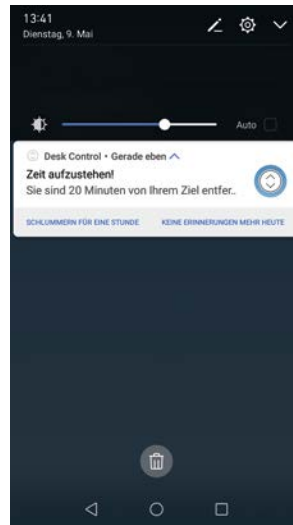 13:41
Dienstag, 9. Mai
Auto
Desk Control • Gerade eben
Zeit aufzustehen!
Sie sind 20 Minuten von Ihrem Ziel entfer..
SCHLUMMERN FÜR EINE STUNDE KEINE ERINNERUNGEN MEHR HEUTE